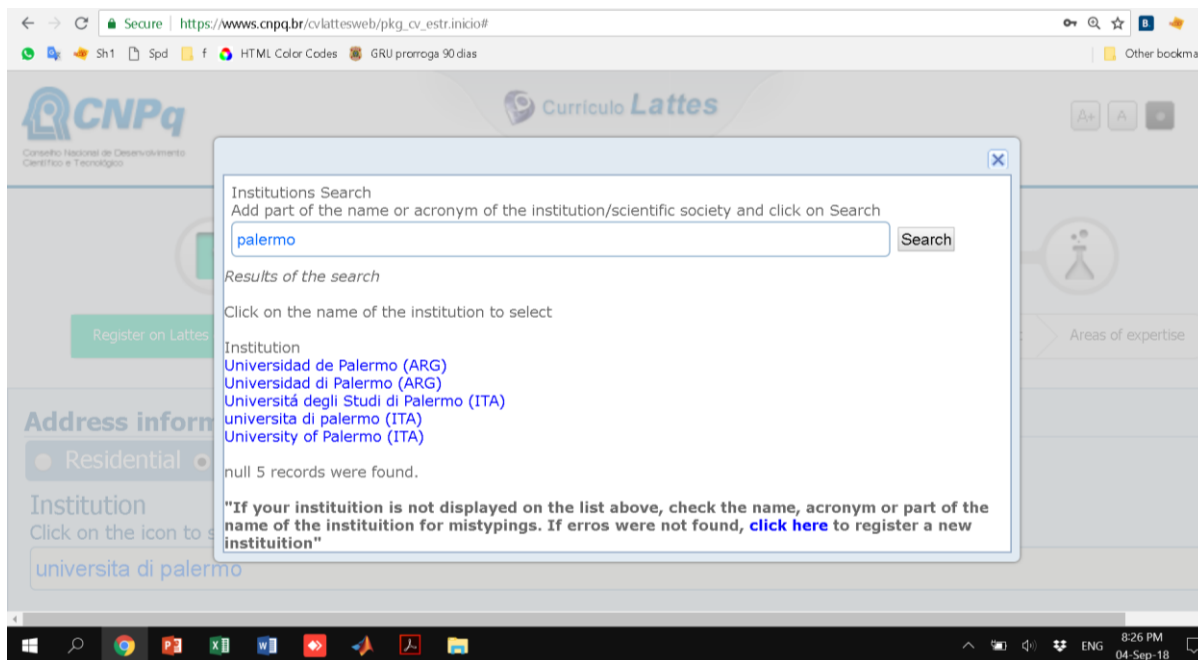 Secure | https://wwws.cnpq.br/cvlattesweb/pkg_cv_estr.inicio#
Sh1 Spd f HTML Color Codes GRU prorroga 90 dias Other bookma
CNPq
Conselho Nacional de Desenvolvimento
Científico e Tecnológico
Currículo Lattes
A+ A
Institutions Search
Add part of the name or acronym of the institution/scientific society and click on Search
palermo Search
Results of the search
Click on the name of the institution to select
Institution
Universidad de Palermo (ARG)
Universidad di Palermo (ARG)
Universitá degli Studi di Palermo (ITA)
universita di palermo (ITA)
University of Palermo (ITA)
null 5 records were found.
"If your instituition is not displayed on the list above, check the name, acronym or part of the
name of the instituition for mistypings. If erros were not found, click here to register a new
instituition"
Register on Lattes
Areas of expertise
Address inform
Residential
Institution
Click on the icon to s
universita di palermo
ENG
8:26 PM
04-Sep-18